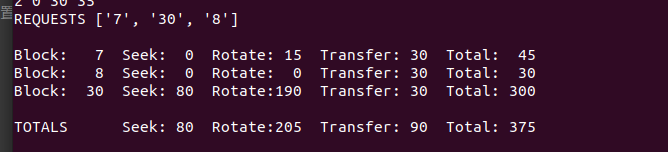 2 0 30 35
REQUESTS ['7', '30', '8']
Block:   7  Seek:  0  Rotate: 15  Transfer: 30  Total:  45
Block:   8  Seek:  0  Rotate:  0  Transfer: 30  Total:  30
Block:  30  Seek: 80  Rotate:190  Transfer: 30  Total: 300
TOTALS      Seek: 80  Rotate:205  Transfer: 90  Total: 375